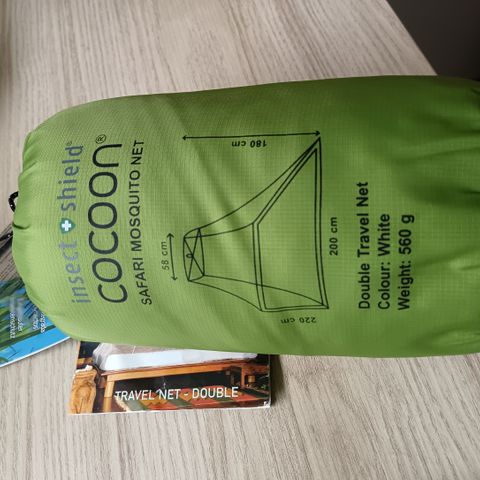 insect shield®
COCOON®
SAFARI MOSQUITO NET
180 cm
58 cm
200 cm
220 cm
Double Travel Net
Colour: White
Weight: 560 g
TRAVEL NET - DOUBLE